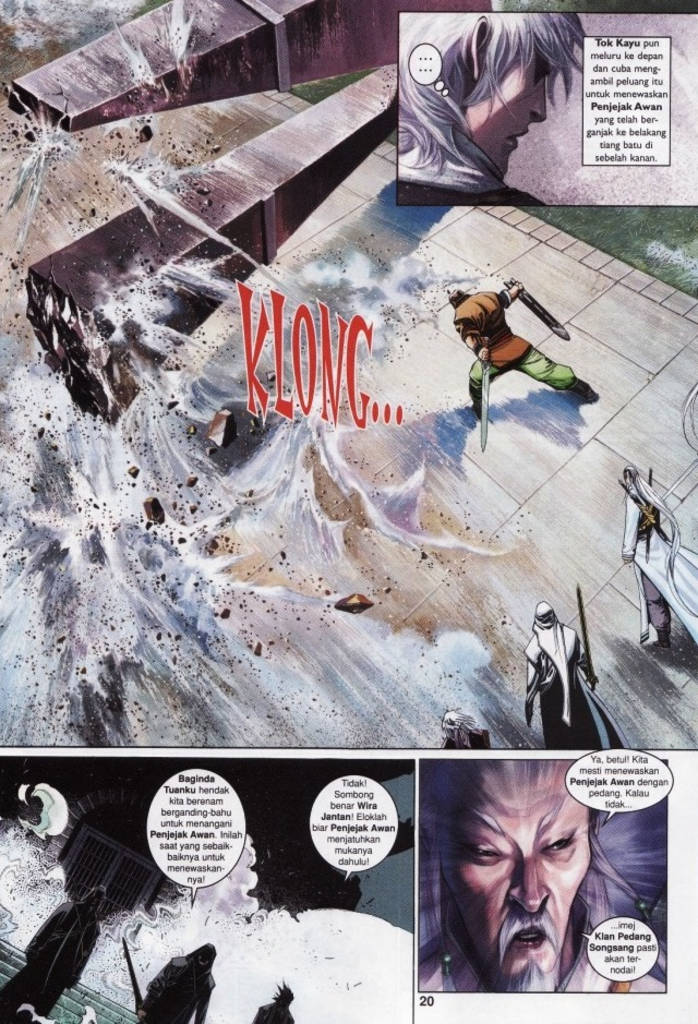 ...
...
Tok Kayu pun
meluru ke depan
dan cuba meng-
ambil peluang itu
untuk menewaskan
Penjejak Awan
yang telah ber-
ganjak ke belakang
tiang batu di
sebelah kanan.
KLONG...
Baginda
Tuanku hendak
kita berenam
berganding-bahu
untuk menangani
Penjejak Awan. Inilah
saat yang sebaik-
baiknya untuk
menewaskan-
nya!
Tidak!
Sombong
benar Wira
Jantan! Eloklah
biar Penjejak Awan
menjatuhkan
mukanya
dahulu!
Ya, betul! Kita
mesti menewaskan
Penjejak Awan dengan
pedang. Kalau
tidak...
...imej
Klan Pedang
Songsang pasti
akan ter-
nodai!
20